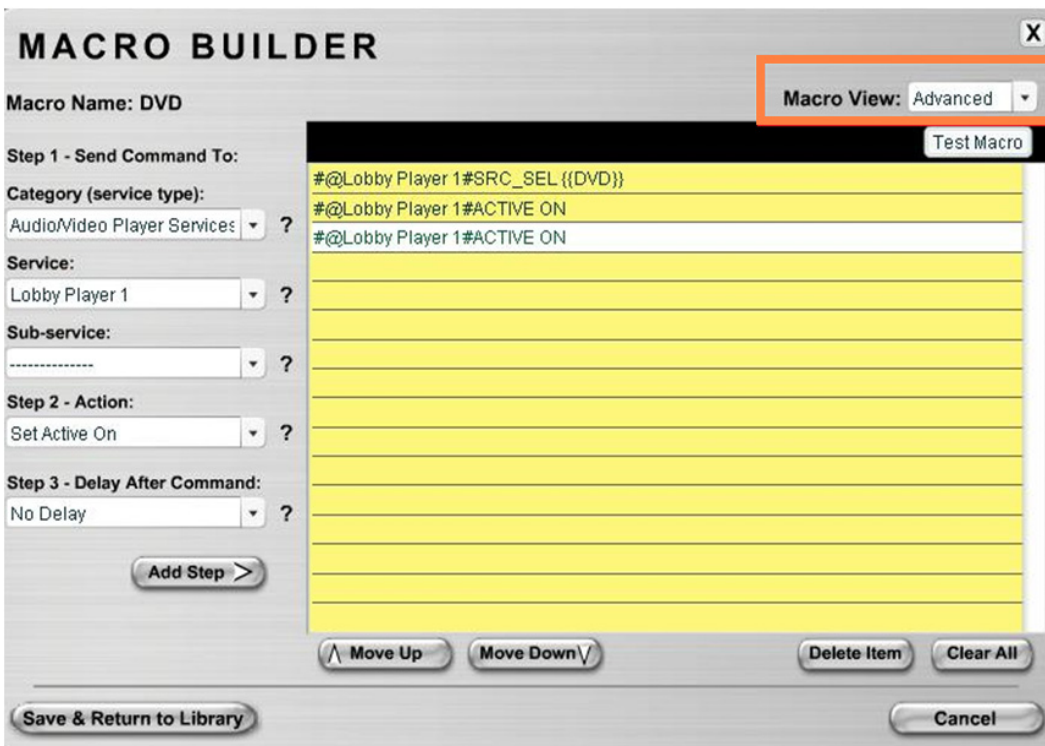 MACRO BUILDER
X
Macro Name: DVD
Macro View: Advanced
Test Macro
Step 1 - Send Command To:
Category (service type):
Audio/Video Player Services ?
Service:
Lobby Player 1 ?
Sub-service:
-------------- ?
Step 2 - Action:
Set Active On ?
Step 3 - Delay After Command:
No Delay ?
Add Step >
#@Lobby Player 1#SRC_SEL {{DVD}}
#@Lobby Player 1#ACTIVE ON
#@Lobby Player 1#ACTIVE ON
Move Up
Move Down
Delete Item
Clear All
Save & Return to Library
Cancel